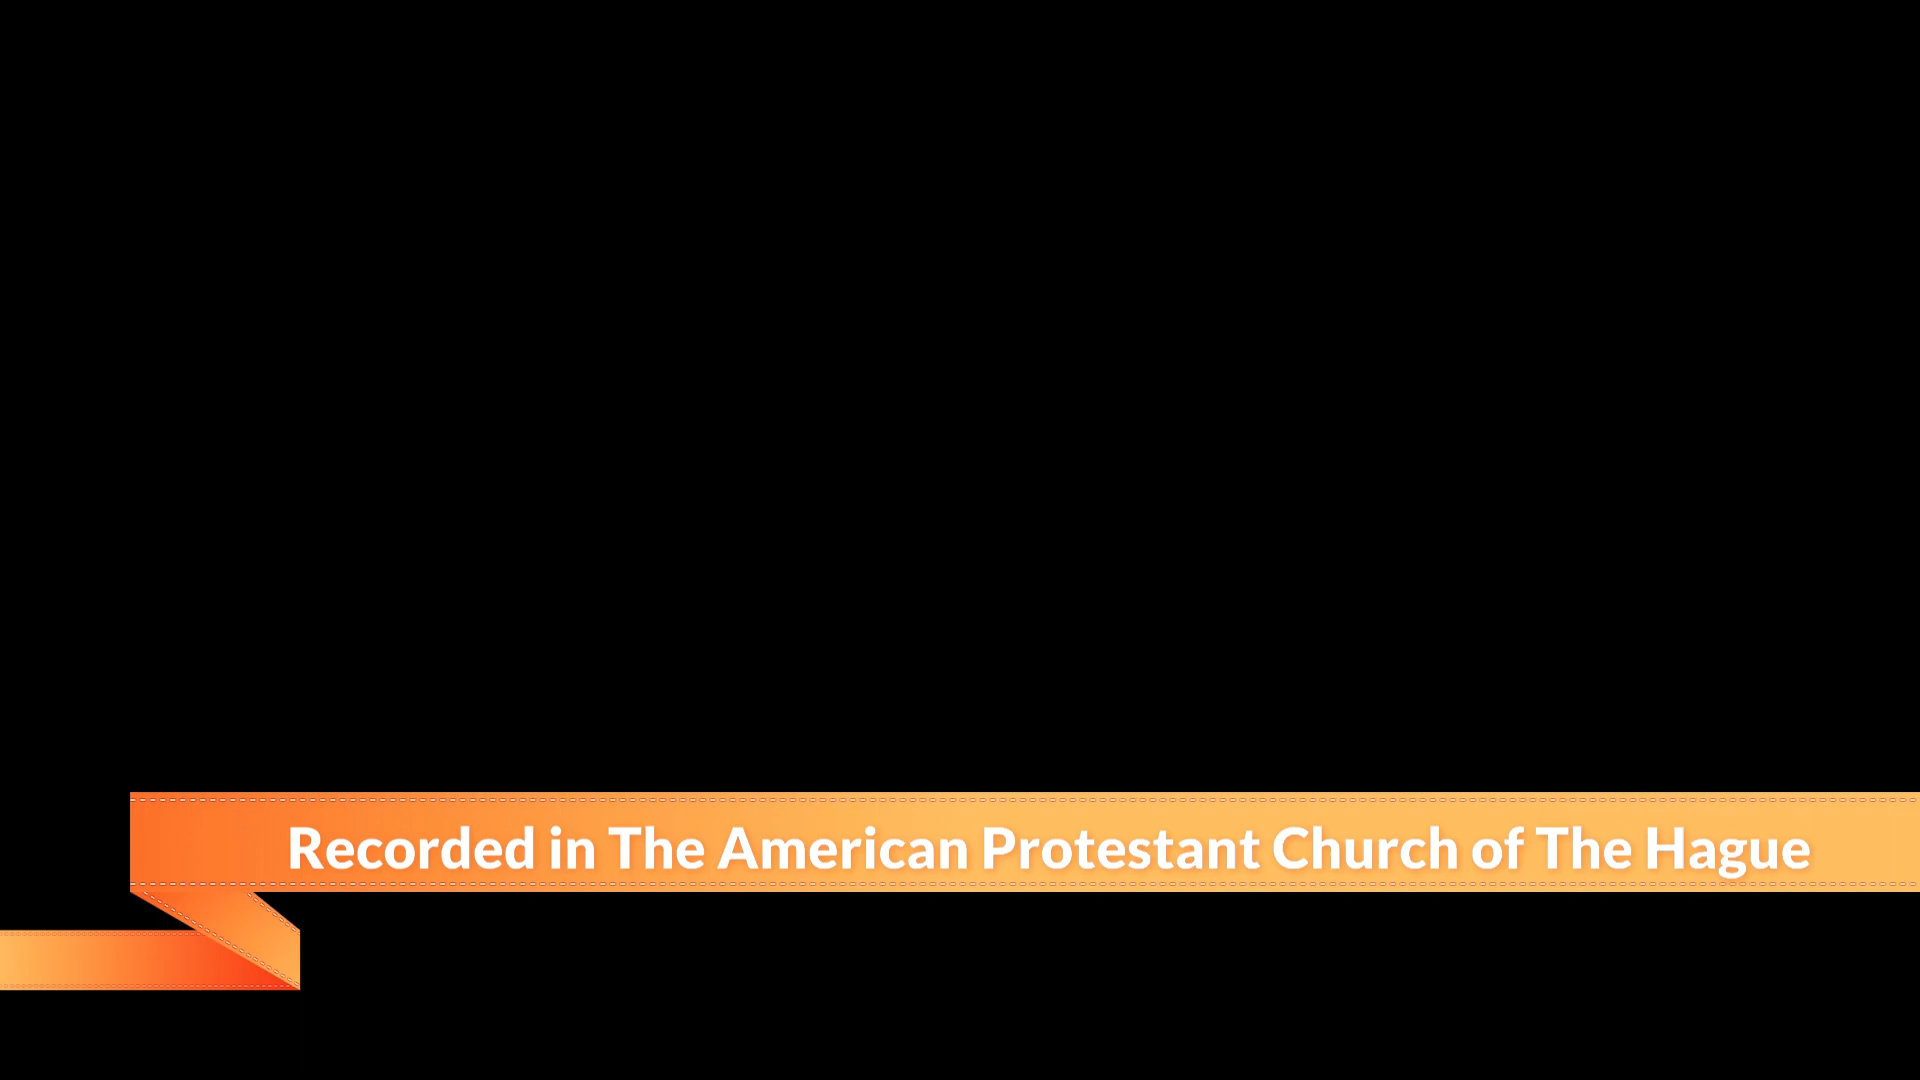 Recorded in The American Protestant Church of The Hague